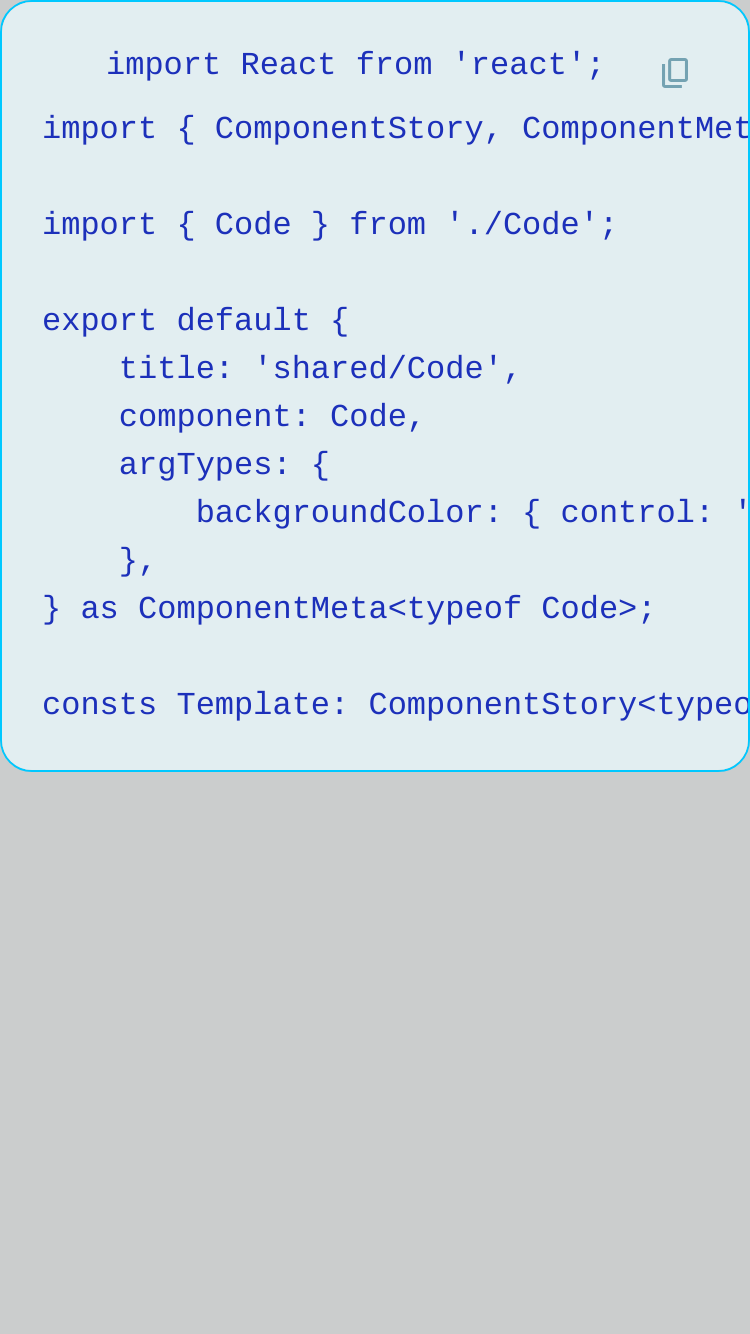 import React from 'react';
import { ComponentStory, ComponentMet
import { Code } from './Code';
export default {
    title: 'shared/Code',
    component: Code,
    argTypes: {
        backgroundColor: { control: '
    },
} as ComponentMeta<typeof Code>;
consts Template: ComponentStory<typeo